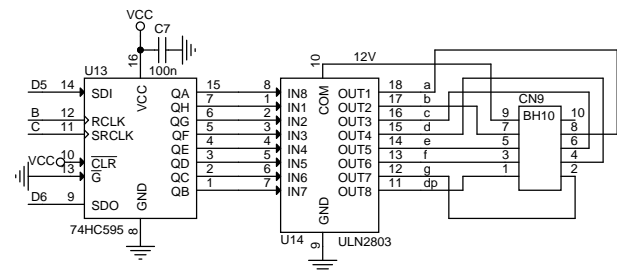 VCC
C7
100n
U13
16
VCC
D5 14 SDI
B 12 RCLK
C 11 SRCLK
VCC 10 CLR
13 G
D6 9 SDO
GND
8
74HC595
QA 15 8 IN8
QH 7 1 IN1
QG 6 2 IN2
QF 5 3 IN3
QE 4 4 IN4
QD 3 5 IN5
QC 2 6 IN6
QB 1 7 IN7
10
COM
12V
OUT1 18 a
OUT2 17 b
OUT3 16 c
OUT4 15 d
OUT5 14 e
OUT6 13 f
OUT7 12 g
OUT8 11 dp
GND
9
U14
ULN2803
CN9
BH10
9 10
7 8
5 6
3 4
1 2